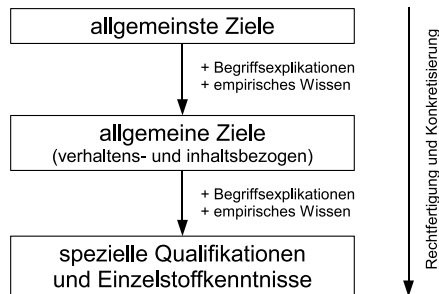 allgemeinste Ziele
+ Begriffsexplikationen
+ empirisches Wissen
allgemeine Ziele
(verhaltens- und inhaltsbezogen)
+ Begriffsexplikationen
+ empirisches Wissen
spezielle Qualifikationen
und Einzelstoffkenntnisse
Rechtfertigung und Konkretisierung